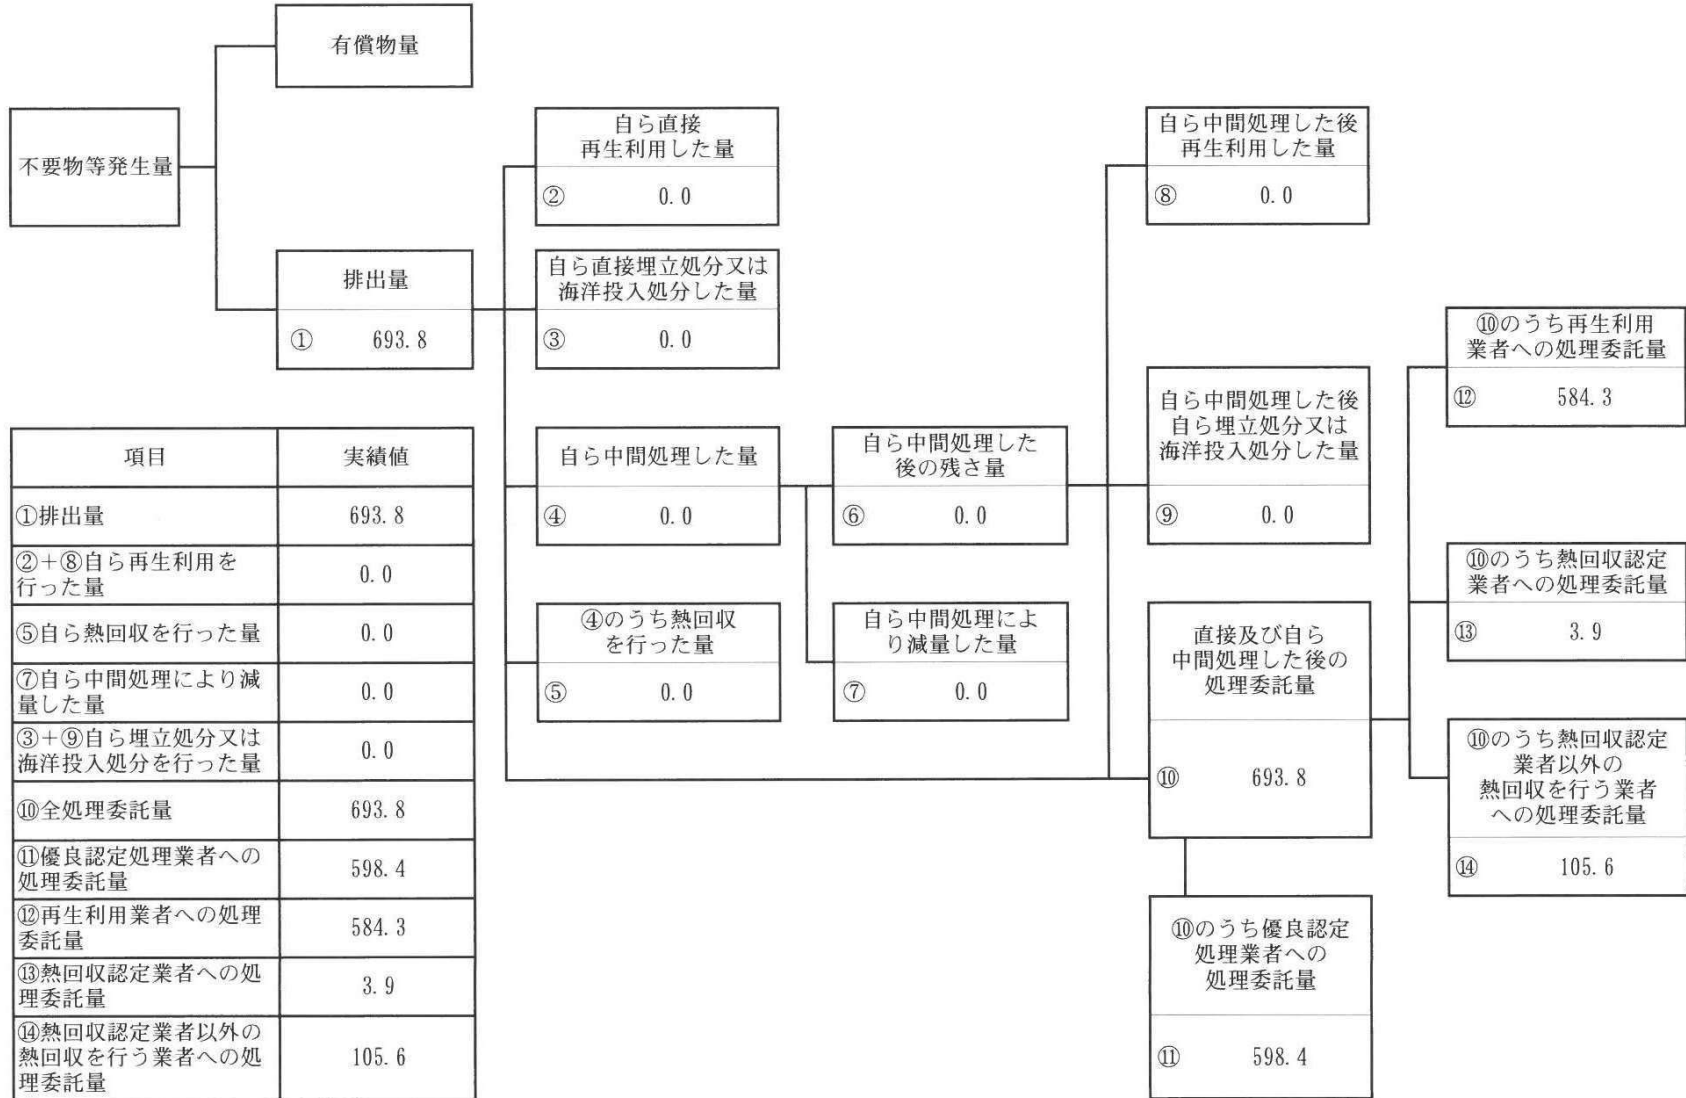 有償物量
不要物等発生量
排出量
① 693.8
自ら直接
再生利用した量
② 0.0
自ら直接埋立処分又は
海洋投入処分した量
③ 0.0
自ら中間処理した量
④ 0.0
④のうち熱回収
を行った量
⑤ 0.0
自ら中間処理した
後の残さ量
⑥ 0.0
自ら中間処理によ
り減量した量
⑦ 0.0
自ら中間処理した後
再生利用した量
⑧ 0.0
自ら中間処理した後
自ら埋立処分又は
海洋投入処分した量
⑨ 0.0
直接及び自ら
中間処理した後の
処理委託量
⑩ 693.8
⑩のうち優良認定
処理業者への
処理委託量
⑪ 598.4
⑩のうち再生利用
業者への処理委託量
⑫ 584.3
⑩のうち熱回収認定
業者への処理委託量
⑬ 3.9
⑩のうち熱回収認定
業者以外の
熱回収を行う業者
への処理委託量
⑭ 105.6
項目 実績値
①排出量 693.8
②+⑧自ら再生利用を
行った量 0.0
⑤自ら熱回収を行った量 0.0
⑦自ら中間処理により減
量した量 0.0
③+⑨自ら埋立処分又は
海洋投入処分を行った量 0.0
⑩全処理委託量 693.8
⑪優良認定処理業者への
処理委託量 598.4
⑫再生利用業者への処理
委託量 584.3
⑬熱回収認定業者への処
理委託量 3.9
⑭熱回収認定業者以外の
熱回収を行う業者への処
理委託量 105.6